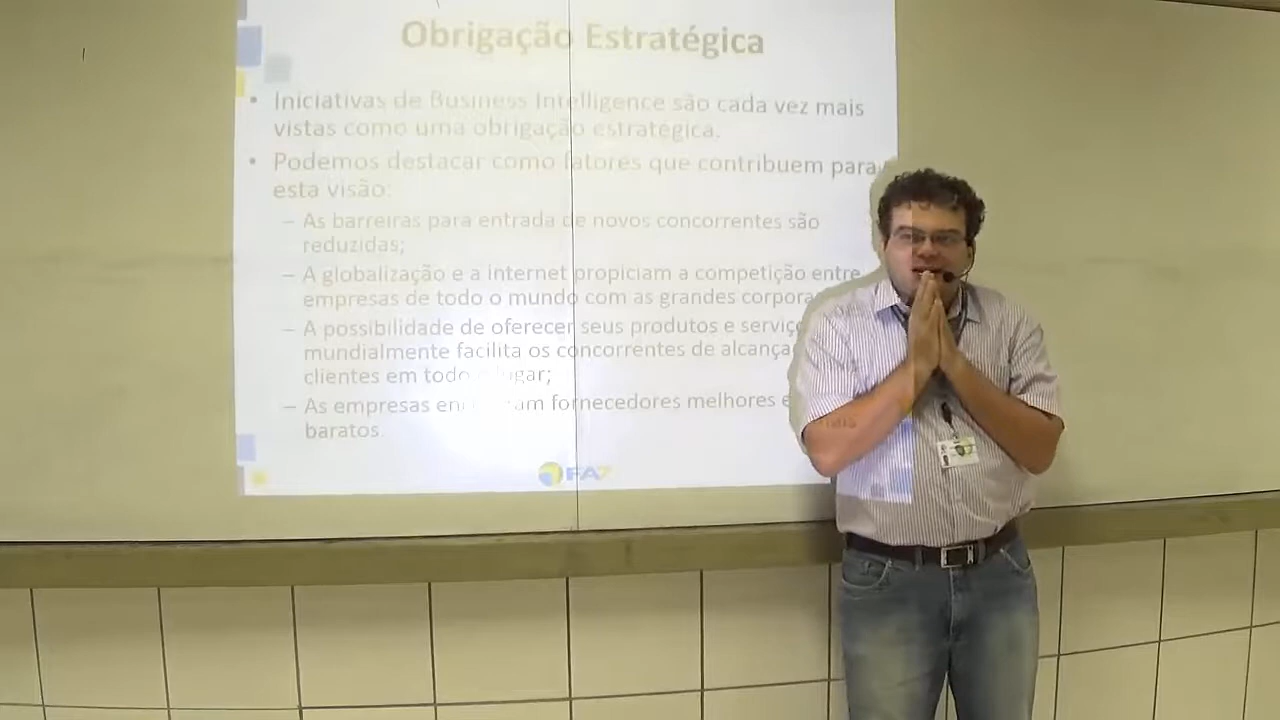 Obrigação Estratégica
• Iniciativas de Business Intelligence são cada vez mais
vistas como uma obrigação estratégica.
• Podemos destacar como fatores que contribuem para
esta visão:
– As barreiras para entrada de novos concorrentes são
reduzidas;
– A globalização e a internet propiciam a competição entre
empresas de todo o mundo com as grandes
– A possibilidade de oferecer seus produtos e
mundialmente facilita os concorrentes de
clientes em todo lugar;
– As empresas fornecedores melhores e
baratos.
FA7